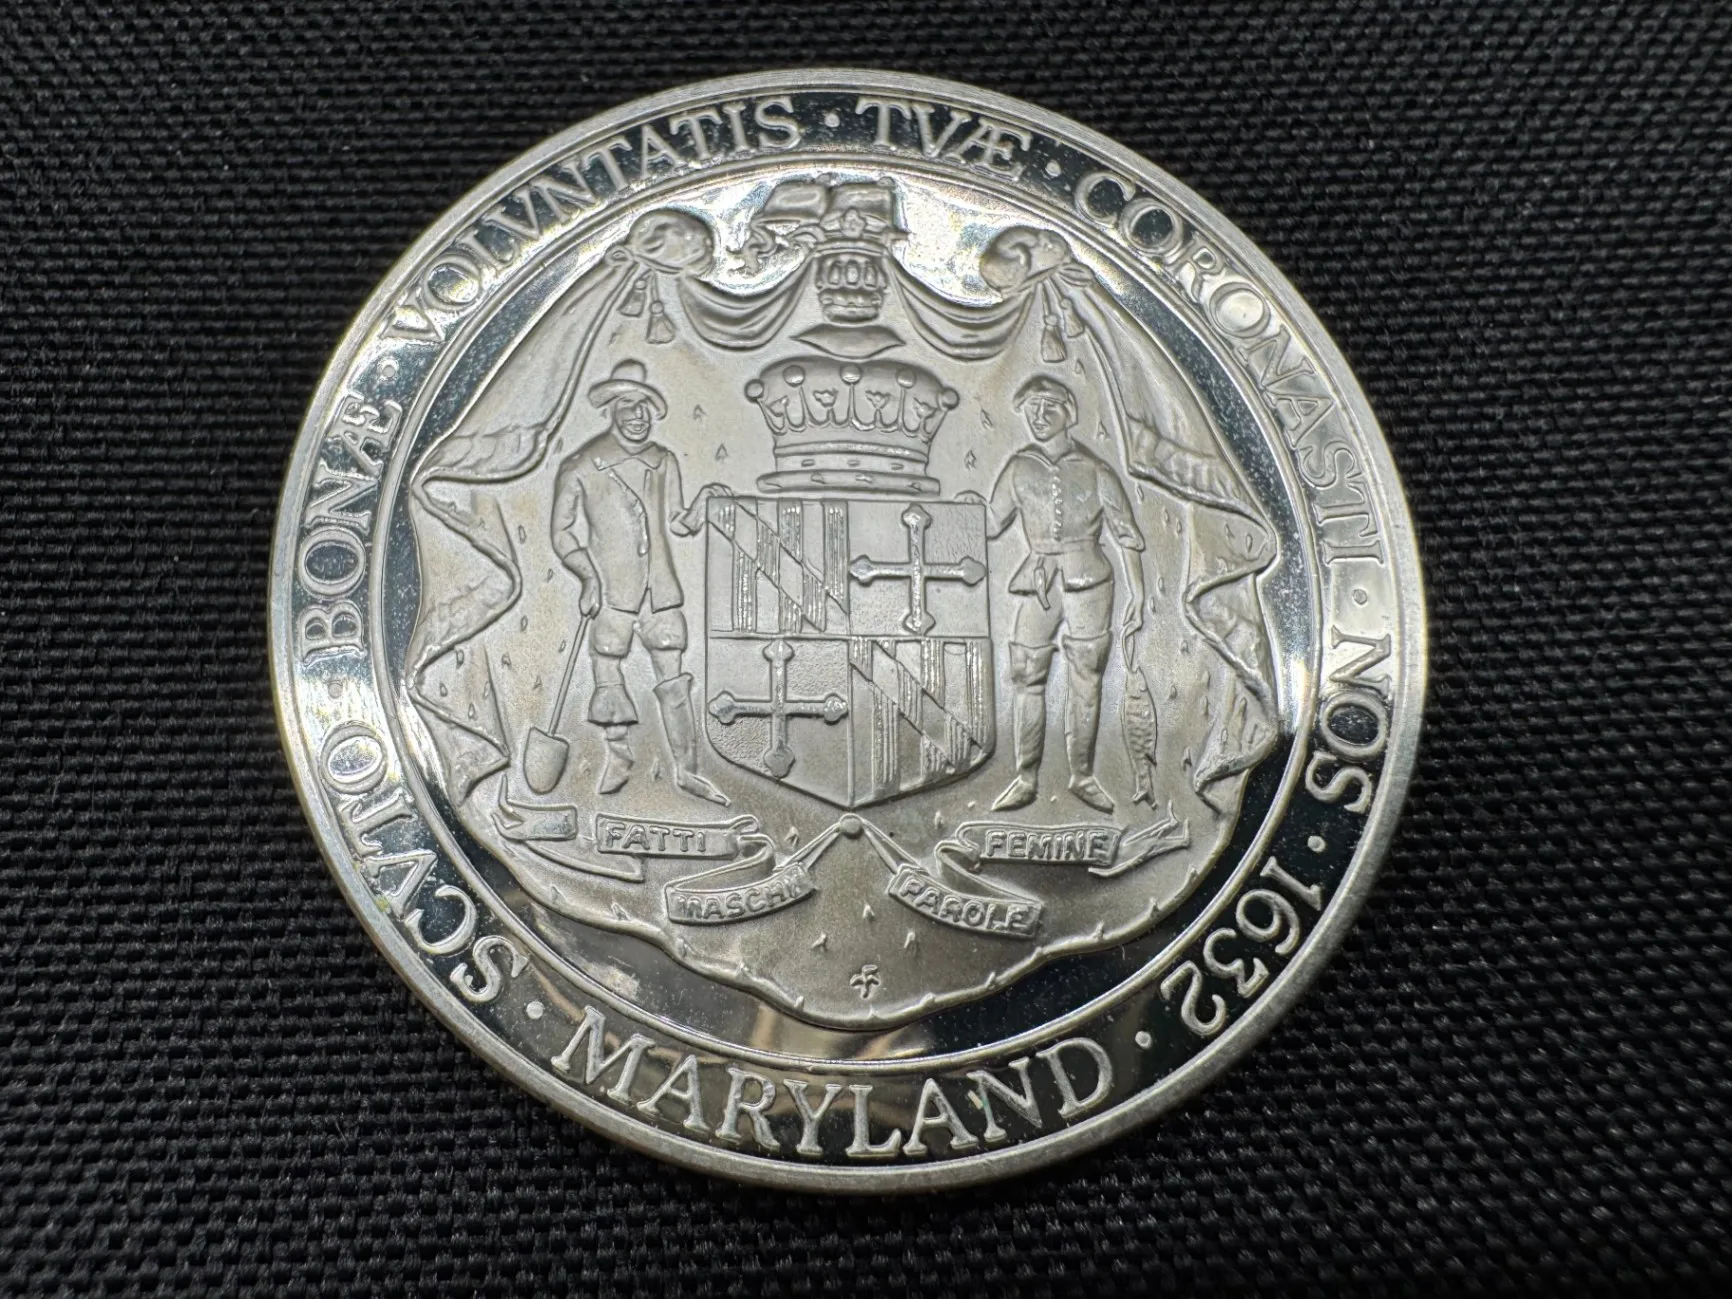 SCVTO · BONÆ · VOLVNTATIS · TVÆ · CORONASTI · NOS · 1632 · MARYLAND ·
FATTI MASCHII PAROLE FEMINE